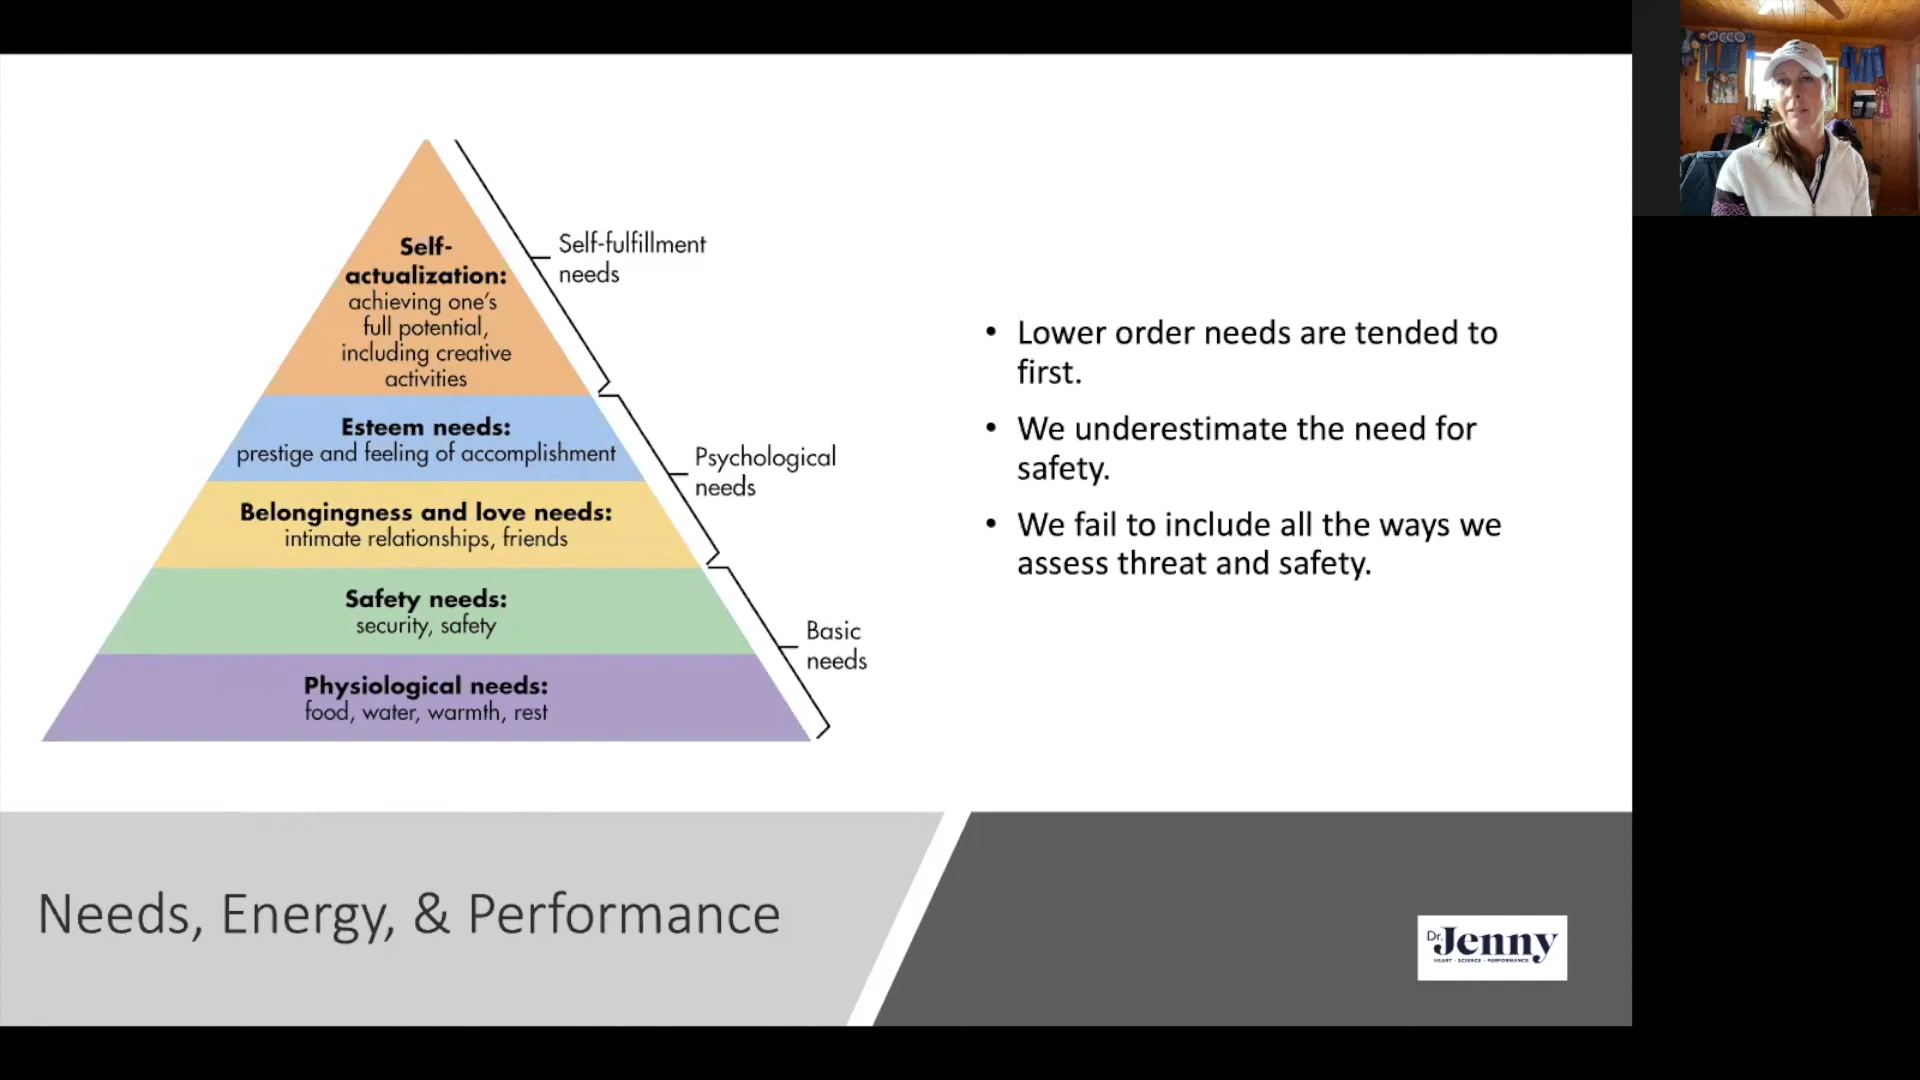 Self-
actualization:
achieving one's
full potential,
including creative
activities
Self-fulfillment
needs
Esteem needs:
prestige and feeling of accomplishment
Psychological
needs
Belongingness and love needs:
intimate relationships, friends
Safety needs:
security, safety
Basic
needs
Physiological needs:
food, water, warmth, rest
• Lower order needs are tended to
first.
• We underestimate the need for
safety.
• We fail to include all the ways we
assess threat and safety.
Needs, Energy, & Performance
Dr. Jenny
HEART - SCIENCE - PERFORMANCE